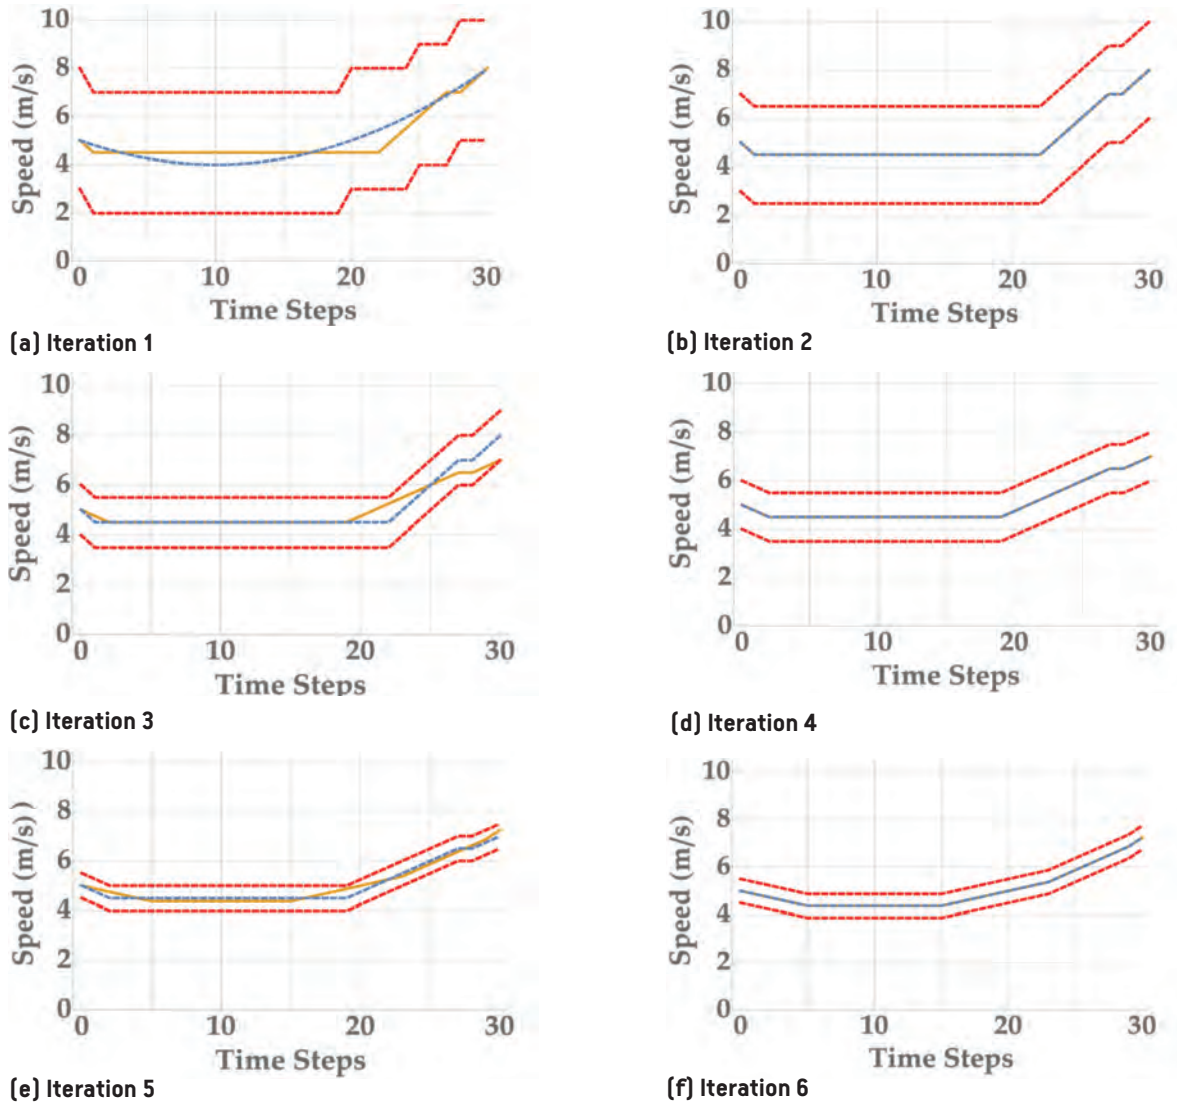 10
8
6
4
2
0
Speed (m/s)
0 10 20 30
Time Steps
(a) Iteration 1
10
8
6
4
2
0
Speed (m/s)
0 10 20 30
Time Steps
(b) Iteration 2
10
8
6
4
2
0
Speed (m/s)
0 10 20 30
Time Steps
(c) Iteration 3
10
8
6
4
2
0
Speed (m/s)
0 10 20 30
Time Steps
(d) Iteration 4
10
8
6
4
2
0
Speed (m/s))
0 10 20 30
Time Steps
(e) Iteration 5
10
8
6
4
2
0
Speed (m/s)
0 10 20 30
Time Steps
(f) Iteration 6